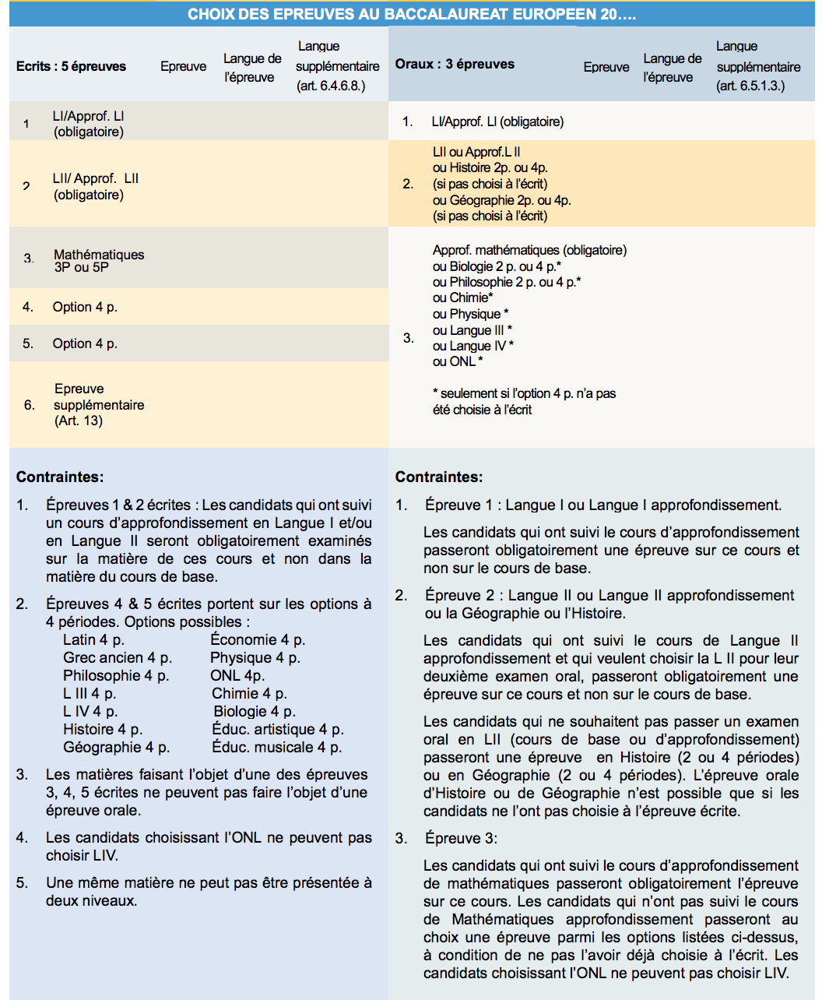 CHOIX DES EPREUVES AU BACCALAUREAT EUROPEEN 20....
Ecrits : 5 épreuves
Epreuve
Langue de
l'épreuve
Langue
supplémentaire
(art. 6.4.6.8.)
1
LI/Approf. LI
(obligatoire)
2
LII/ Approf. LII
(obligatoire)
3.
Mathématiques
3P ou 5P
4.
Option 4 p.
5.
Option 4 p.
6.
Epreuve
supplémentaire
(Art. 13)
Oraux : 3 épreuves
Epreuve
Langue de
l'épreuve
Langue
supplémentaire
(art. 6.5.1.3.)
1.
LI/Approf. LI (obligatoire)
2.
LII ou Approf.L II
ou Histoire 2p. ou 4p.
(si pas choisi à l'écrit)
ou Géographie 2p. ou 4p.
(si pas choisi à l'écrit)
3.
Approf. mathématiques (obligatoire)
ou Biologie 2 p. ou 4 p.*
ou Philosophie 2 p. ou 4 p.*
ou Chimie*
ou Physique *
ou Langue III *
ou Langue IV *
ou ONL *
* seulement si l'option 4 p. n'a pas
été choisie à l'écrit
Contraintes:
1. Épreuves 1 & 2 écrites : Les candidats qui ont suivi
un cours d'approfondissement en Langue I et/ou
en Langue II seront obligatoirement examinés
sur la matière de ces cours et non dans la
matière du cours de base.
2. Épreuves 4 & 5 écrites portent sur les options à
4 périodes. Options possibles :
Latin 4 p. Économie 4 p.
Grec ancien 4 p. Physique 4 p.
Philosophie 4 p. ONL 4p.
L III 4 p. Chimie 4 p.
L IV 4 p. Biologie 4 p.
Histoire 4 p. Éduc. artistique 4 p.
Géographie 4 p. Éduc. musicale 4 p.
3. Les matières faisant l'objet d'une des épreuves
3, 4, 5 écrites ne peuvent pas faire l'objet d'une
épreuve orale.
4. Les candidats choisissant l'ONL ne peuvent pas
choisir LIV.
5. Une même matière ne peut pas être présentée à
deux niveaux.
Contraintes:
1. Épreuve 1 : Langue I ou Langue I approfondissement.
Les candidats qui ont suivi le cours d'approfondissement
passeront obligatoirement une épreuve sur ce cours et
non sur le cours de base.
2. Épreuve 2 : Langue II ou Langue II approfondissement
ou la Géographie ou l'Histoire.
Les candidats qui ont suivi le cours de Langue II
approfondissement et qui veulent choisir la L II pour leur
deuxième examen oral, passeront obligatoirement une
épreuve sur ce cours et non sur le cours de base.
Les candidats qui ne souhaitent pas passer un examen
oral en LII (cours de base ou d'approfondissement)
passeront une épreuve en Histoire (2 ou 4 périodes)
ou en Géographie (2 ou 4 périodes). L'épreuve orale
d'Histoire ou de Géographie n'est possible que si les
candidats ne l'ont pas choisie à l'épreuve écrite.
3. Épreuve 3:
Les candidats qui ont suivi le cours d'approfondissement
de mathématiques passeront obligatoirement l'épreuve
sur ce cours. Les candidats qui n'ont pas suivi le cours
de Mathématiques approfondissement passeront au
choix une épreuve parmi les options listées ci-dessus,
à condition de ne pas l'avoir déjà choisie à l'écrit. Les
candidats choisissant l'ONL ne peuvent pas choisir LIV.